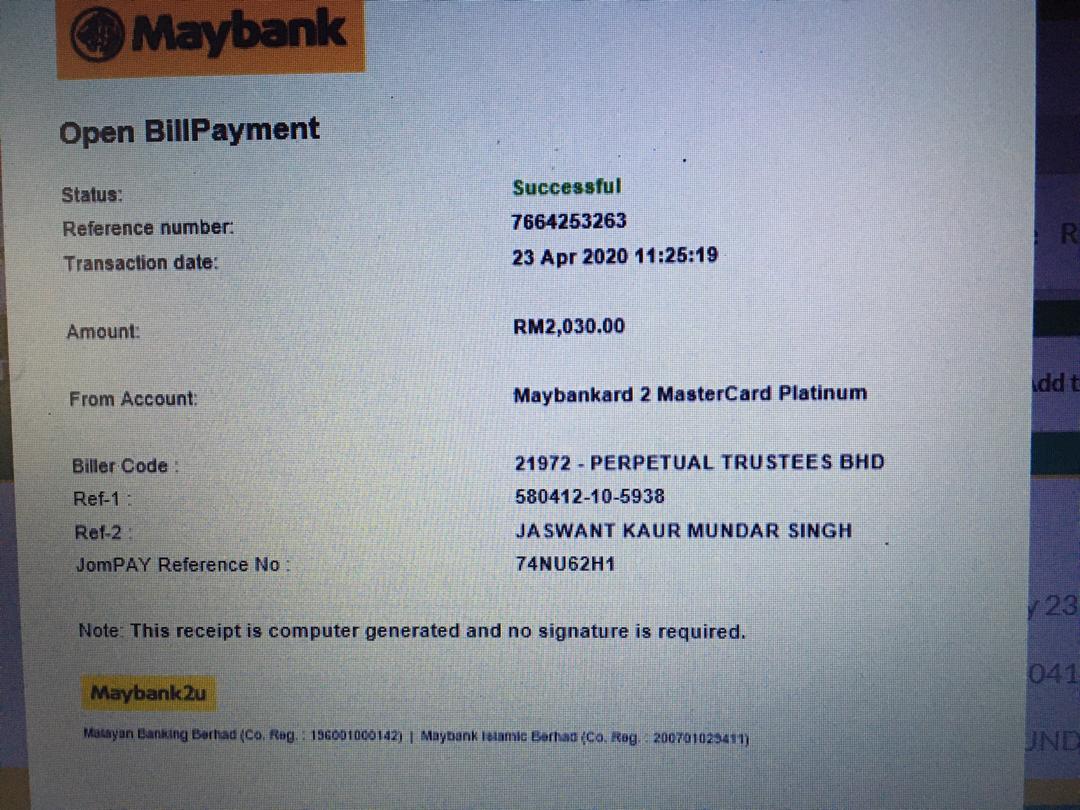 Maybank
Open BillPayment
Status: Successful
Reference number: 7664253263
Transaction date: 23 Apr 2020 11:25:19
Amount: RM2,030.00
From Account: Maybankard 2 MasterCard Platinum
Biller Code : 21972 - PERPETUAL TRUSTEES BHD
Ref-1 : 580412-10-5938
Ref-2 : JASWANT KAUR MUNDAR SINGH
JomPAY Reference No : 74NU62H1
Note: This receipt is computer generated and no signature is required.
Maybank2u
Malayan Banking Berhad (Co. Reg. : 196001000142) | Maybank Islamic Berhad (Co. Reg. : 200701029411)
R
dd t
23
041
UND